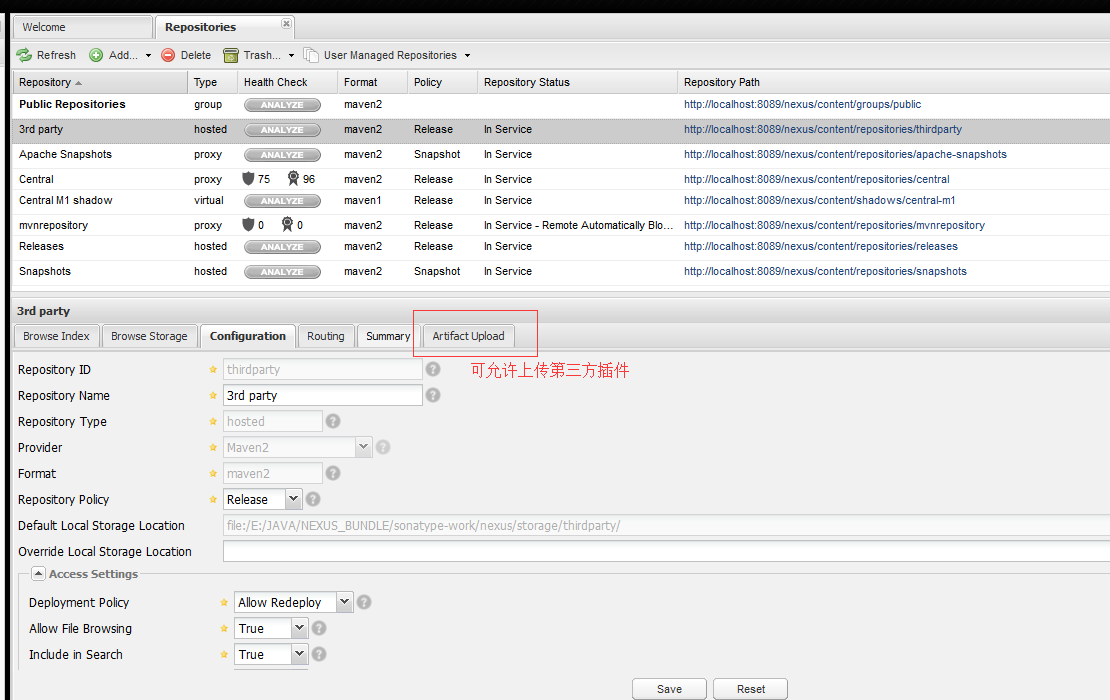 Welcome Repositories
Refresh Add... Delete Trash... User Managed Repositories
Repository Type Health Check Format Policy Repository Status Repository Path
Public Repositories group ANALYZE maven2 http://localhost:8089/nexus/content/groups/public
3rd party hosted ANALYZE maven2 Release In Service http://localhost:8089/nexus/content/repositories/thirdparty
Apache Snapshots proxy ANALYZE maven2 Snapshot In Service http://localhost:8089/nexus/content/repositories/apache-snapshots
Central proxy 75 96 maven2 Release In Service http://localhost:8089/nexus/content/repositories/central
Central M1 shadow virtual ANALYZE maven1 Release In Service http://localhost:8089/nexus/content/shadows/central-m1
mvnrepository proxy 0 0 maven2 Release In Service - Remote Automatically Blo... http://localhost:8089/nexus/content/repositories/mvnrepository
Releases hosted ANALYZE maven2 Release In Service http://localhost:8089/nexus/content/repositories/releases
Snapshots hosted ANALYZE maven2 Snapshot In Service http://localhost:8089/nexus/content/repositories/snapshots
3rd party
Browse Index Browse Storage Configuration Routing Summary Artifact Upload
可允许上传第三方插件
Repository ID thirdparty
Repository Name 3rd party
Repository Type hosted
Provider Maven2
Format maven2
Repository Policy Release
Default Local Storage Location file:/E:/JAVA/NEXUS_BUNDLE/sonatype-work/nexus/storage/thirdparty/
Override Local Storage Location
Access Settings
Deployment Policy Allow Redeploy
Allow File Browsing True
Include in Search True
Save Reset